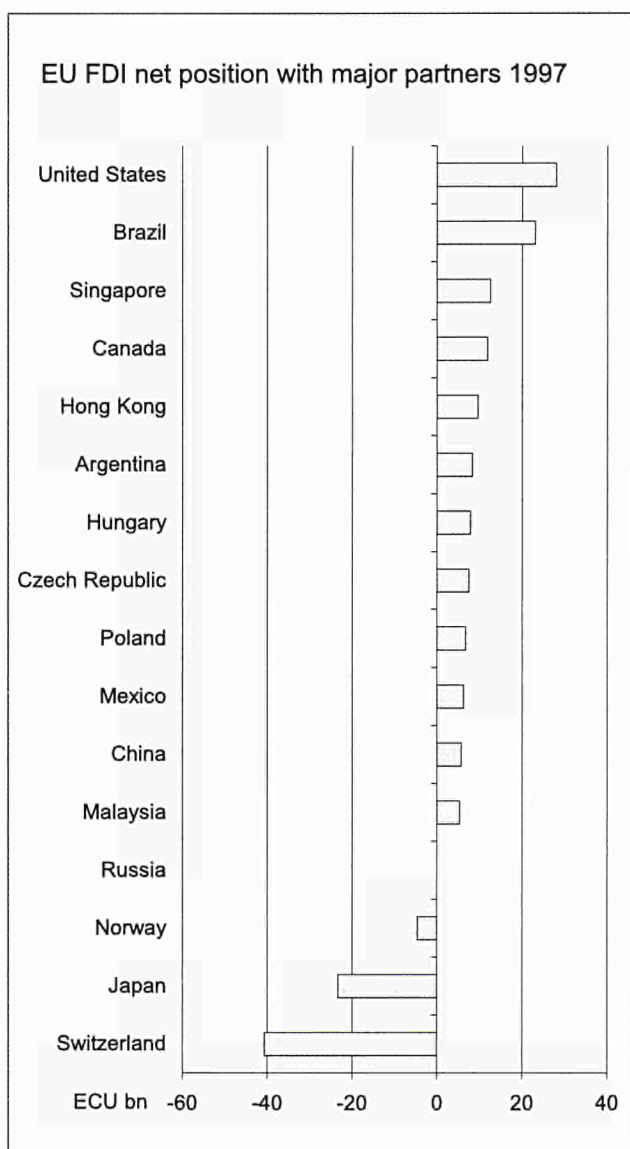 EU FDI net position with major partners 1997
United States
Brazil
Singapore
Canada
Hong Kong
Argentina
Hungary
Czech Republic
Poland
Mexico
China
Malaysia
Russia
Norway
Japan
Switzerland
ECU bn -60 -40 -20 0 20 40